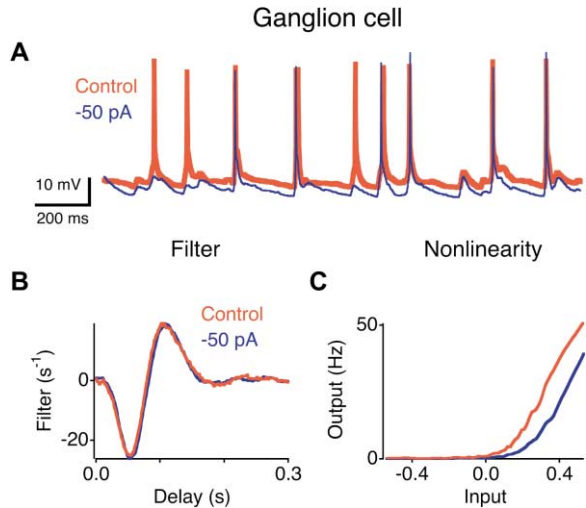 Ganglion cell
A
Control
-50 pA
10 mV
200 ms
Filter
Nonlinearity
B
Control
-50 pA
Filter (s⁻¹)
0
-20
0.0
0.3
Delay (s)
C
Output (Hz)
50
0
-0.4
0.0
0.4
Input